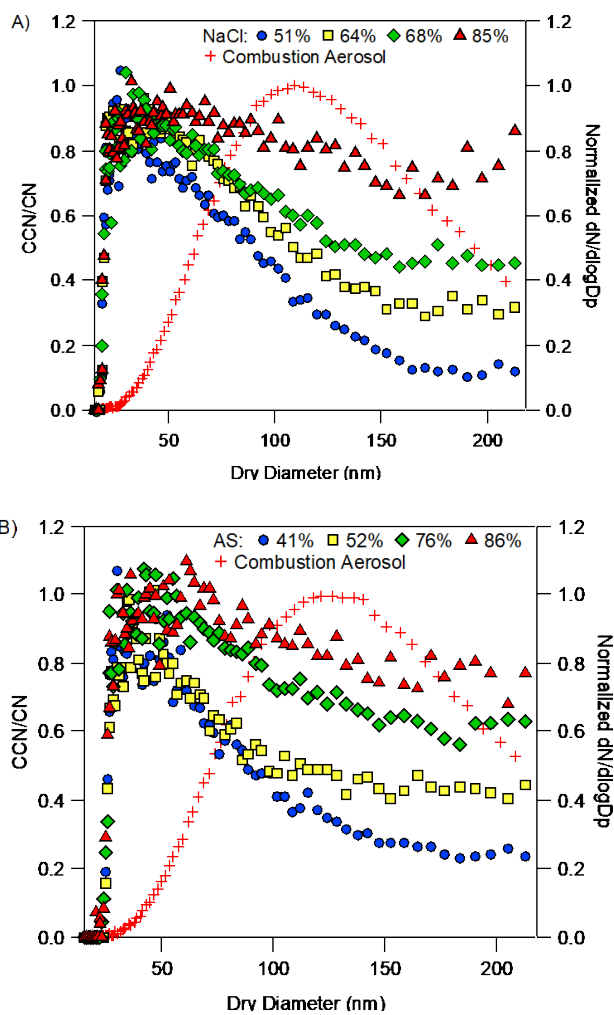 A)
NaCl: 51% 64% 68% 85%
Combustion Aerosol
1.2
1.0
0.8
0.6
0.4
0.2
0.0
CCN/CN
1.2
1.0
0.8
0.6
0.4
0.2
0.0
Normalized dN/dlogDp
50 100 150 200
Dry Diameter (nm)
B)
AS: 41% 52% 76% 86%
Combustion Aerosol
1.2
1.0
0.8
0.6
0.4
0.2
0.0
CCN/CN
1.2
1.0
0.8
0.6
0.4
0.2
0.0
Normalized dN/dlogDp
50 100 150 200
Dry Diameter (nm)